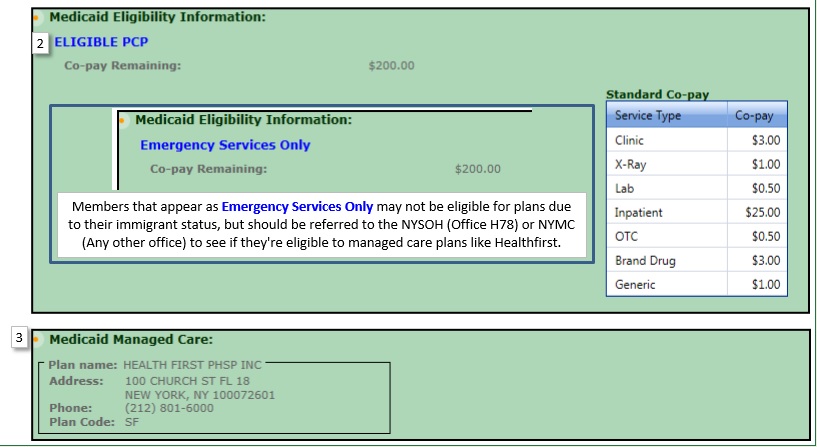 Medicaid Eligibility Information:
2
ELIGIBLE PCP
Co-pay Remaining: $200.00
Medicaid Eligibility Information:
Emergency Services Only
Co-pay Remaining: $200.00
Members that appear as Emergency Services Only may not be eligible for plans due
to their immigrant status, but should be referred to the NYSOH (Office H78) or NYMC
(Any other office) to see if they're eligible to managed care plans like Healthfirst.
Standard Co-pay
Service Type Co-pay
Clinic $3.00
X-Ray $1.00
Lab $0.50
Inpatient $25.00
OTC $0.50
Brand Drug $3.00
Generic $1.00
3
Medicaid Managed Care:
Plan name: HEALTH FIRST PHSP INC
Address: 100 CHURCH ST FL 18
NEW YORK, NY 100072601
Phone: (212) 801-6000
Plan Code: SF